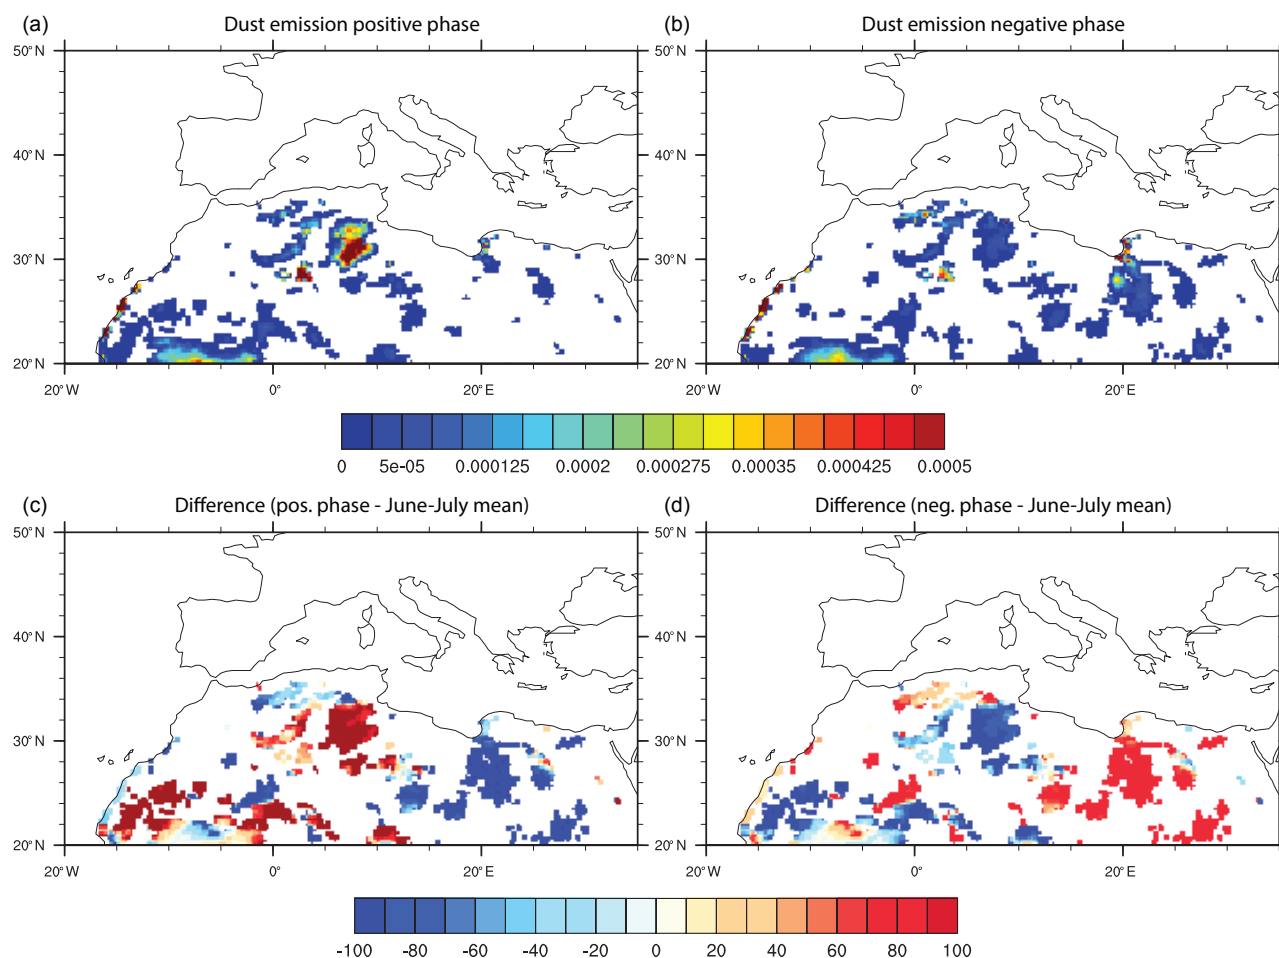 (a) Dust emission positive phase
(b) Dust emission negative phase
50° N
40° N
30° N
20° N
20° W 0° 20° E
50° N
40° N
30° N
20° N
20° W 0° 20° E
0 5e-05 0.000125 0.0002 0.000275 0.00035 0.000425 0.0005
(c) Difference (pos. phase - June-July mean)
(d) Difference (neg. phase - June-July mean)
50° N
40° N
30° N
20° N
20° W 0° 20° E
50° N
40° N
30° N
20° N
20° W 0° 20° E
-100 -80 -60 -40 -20 0 20 40 60 80 100